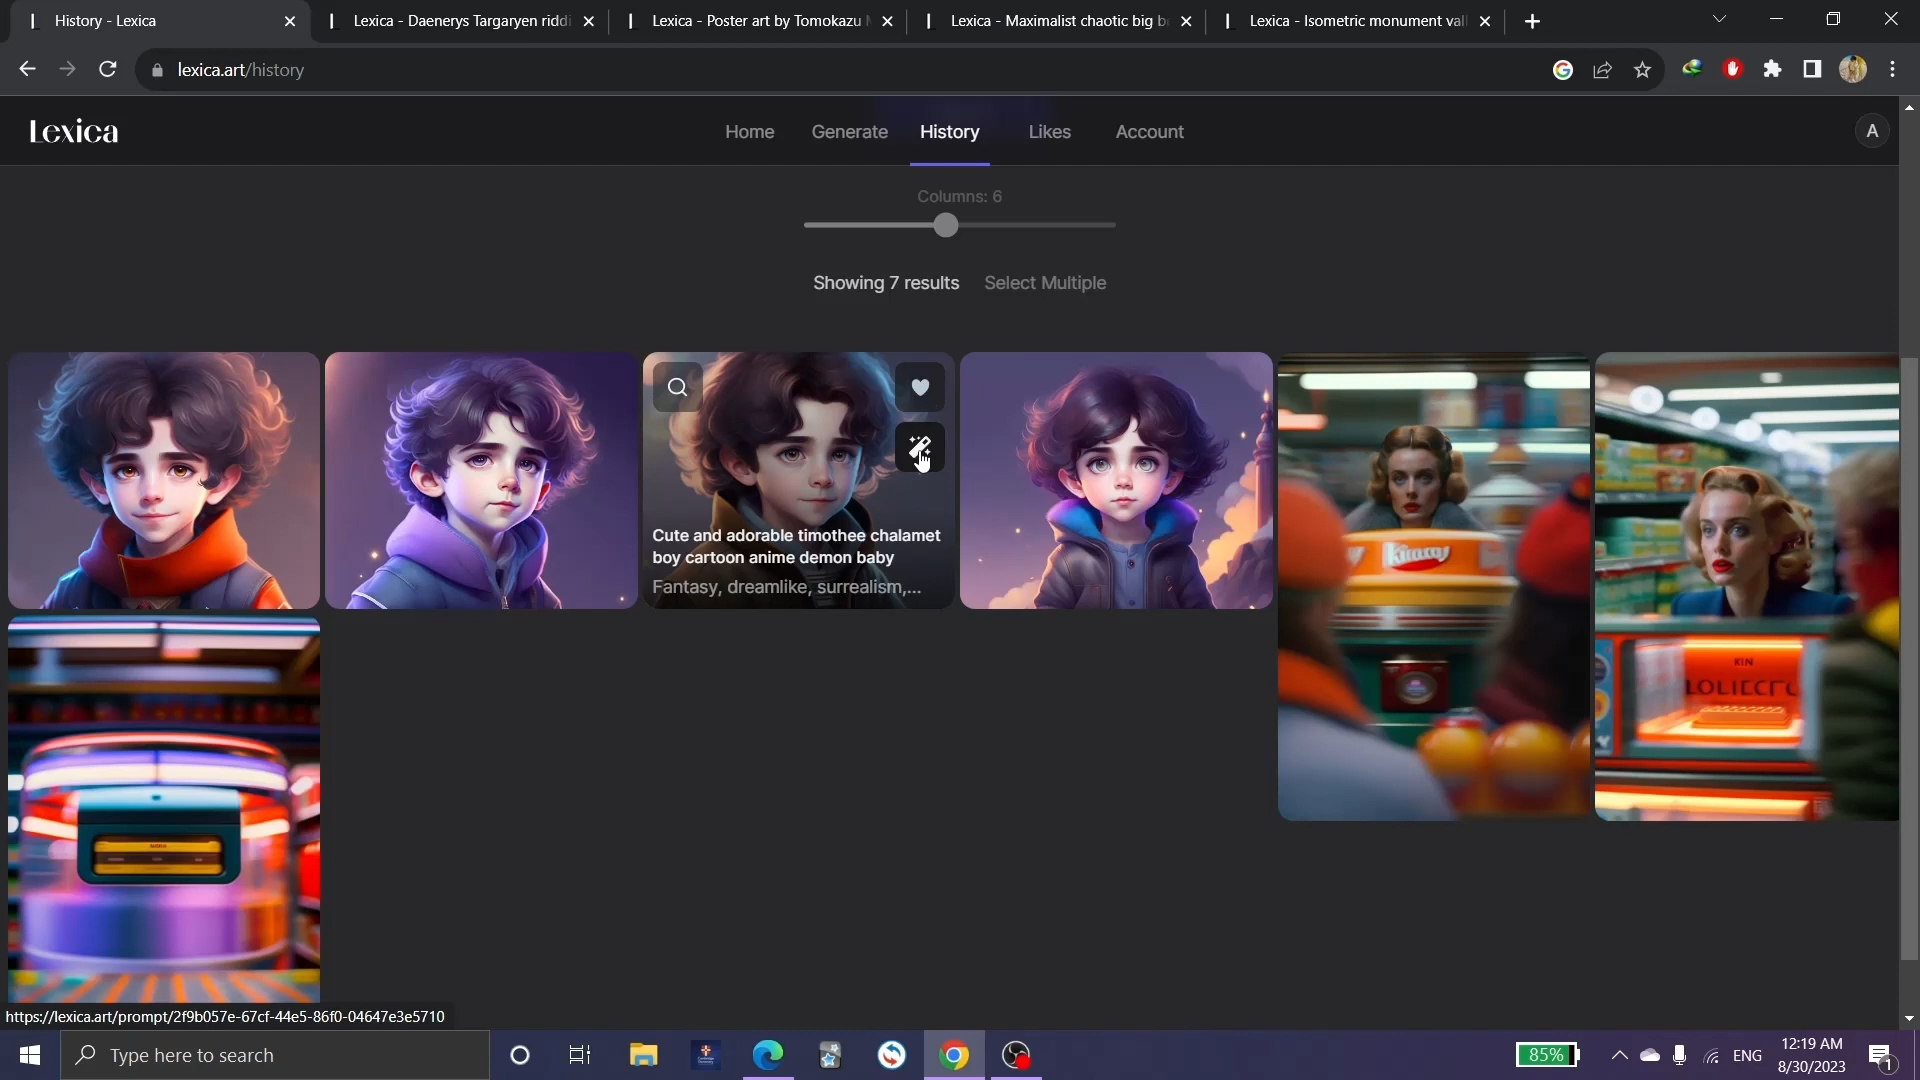 History - Lexica
Lexica - Daenerys Targaryen riddi
Lexica - Poster art by Tomokazu M
Lexica - Maximalist chaotic big b
Lexica - Isometric monument vall
lexica.art/history
Lexica
Home
Generate
History
Likes
Account
A
Columns: 6
Showing 7 results
Select Multiple
Cute and adorable timothee chalamet
boy cartoon anime demon baby
Fantasy, dreamlike, surrealism,...
KIN
https://lexica.art/prompt/2f9b057e-67cf-44e5-86f0-04647e3e5710
Type here to search
85%
ENG
12:19 AM
8/30/2023
1